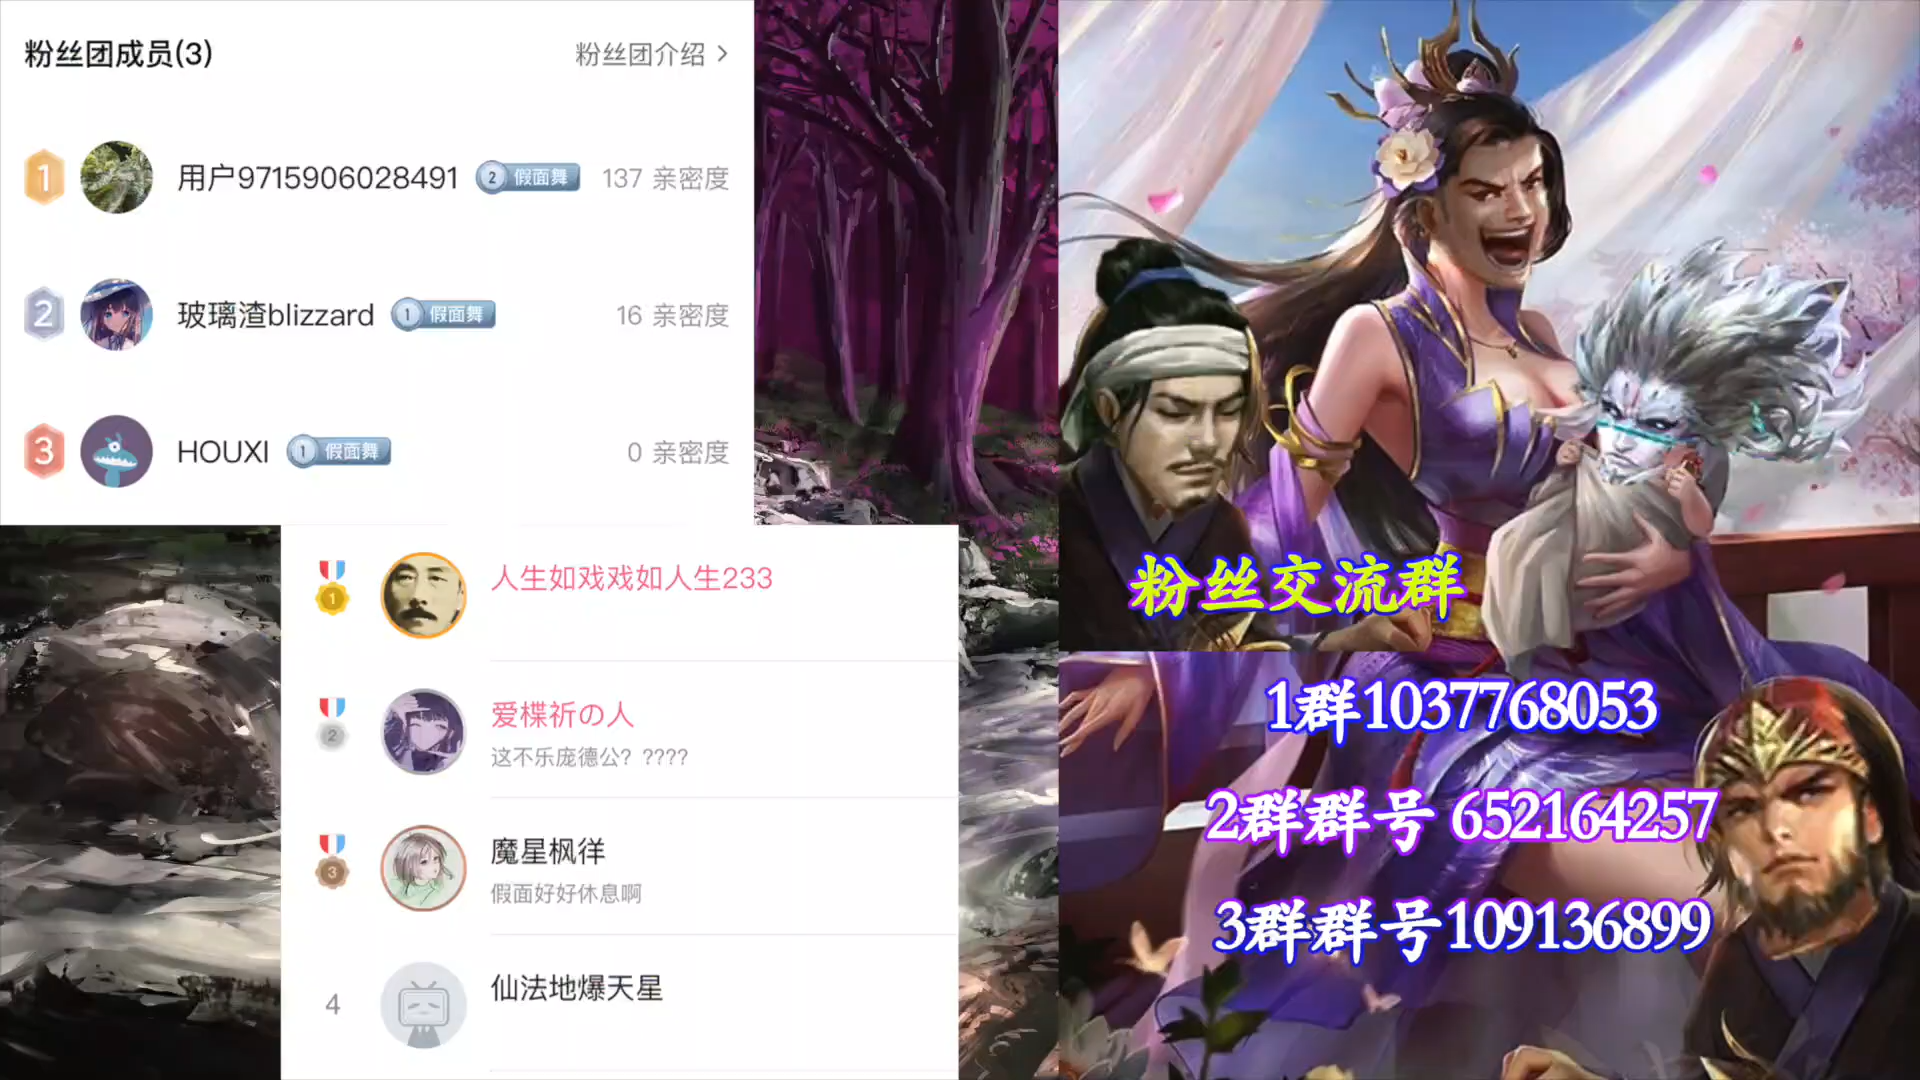 粉丝团成员(3)
粉丝团介绍 >
1 用户9715906028491 2 假面舞 137 亲密度
2 玻璃渣blizzard 1 假面舞 16 亲密度
3 HOUXI 1 假面舞 0 亲密度
1 人生如戏戏如人生233
2 爱楪祈の人
这不乐庞德公？????
3 魔星枫徉
假面好好休息啊
4 仙法地爆天星
粉丝交流群
1群1037768053
2群群号 652164257
3群群号109136899